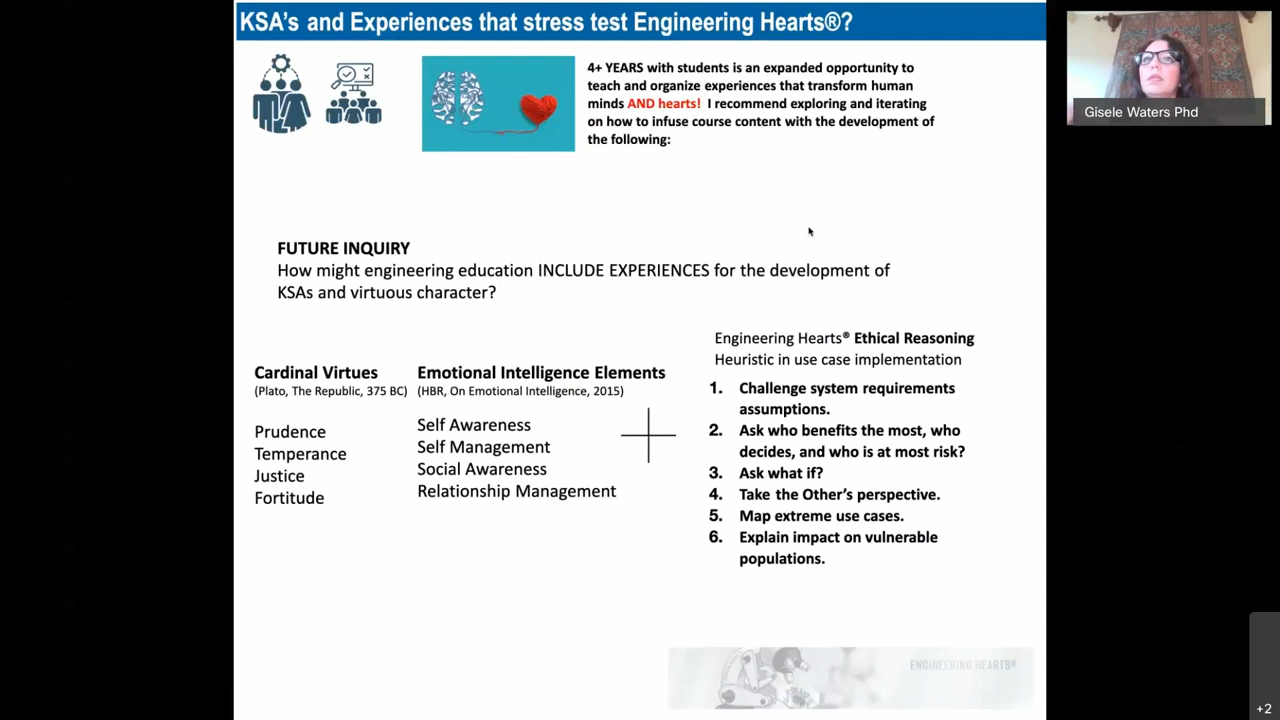 KSA's and Experiences that stress test Engineering Hearts®?
4+ YEARS with students is an expanded opportunity to
teach and organize experiences that transform human
minds AND hearts! I recommend exploring and iterating
on how to infuse course content with the development of
the following:
Gisele Waters Phd
FUTURE INQUIRY
How might engineering education INCLUDE EXPERIENCES for the development of
KSAs and virtuous character?
Cardinal Virtues
(Plato, The Republic, 375 BC)
Prudence
Temperance
Justice
Fortitude
Emotional Intelligence Elements
(HBR, On Emotional Intelligence, 2015)
Self Awareness
Self Management
Social Awareness
Relationship Management
Engineering Hearts® Ethical Reasoning
Heuristic in use case implementation
1. Challenge system requirements
assumptions.
2. Ask who benefits the most, who
decides, and who is at most risk?
3. Ask what if?
4. Take the Other's perspective.
5. Map extreme use cases.
6. Explain impact on vulnerable
populations.
ENGINEERING HEARTS®
+2